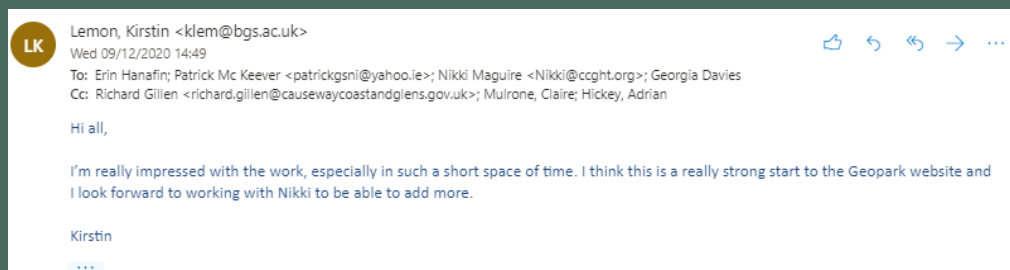 LK
Lemon, Kirstin <klem@bgs.ac.uk>
Wed 09/12/2020 14:49
To: Erin Hanafin; Patrick Mc Keever <patrickgsni@yahoo.ie>; Nikki Maguire <Nikki@ccght.org>; Georgia Davies
Cc: Richard Gillen <richard.gillen@causewaycoastandglens.gov.uk>; Mulrone, Claire; Hickey, Adrian
Hi all,
I'm really impressed with the work, especially in such a short space of time. I think this is a really strong start to the Geopark website and
I look forward to working with Nikki to be able to add more.
Kirstin